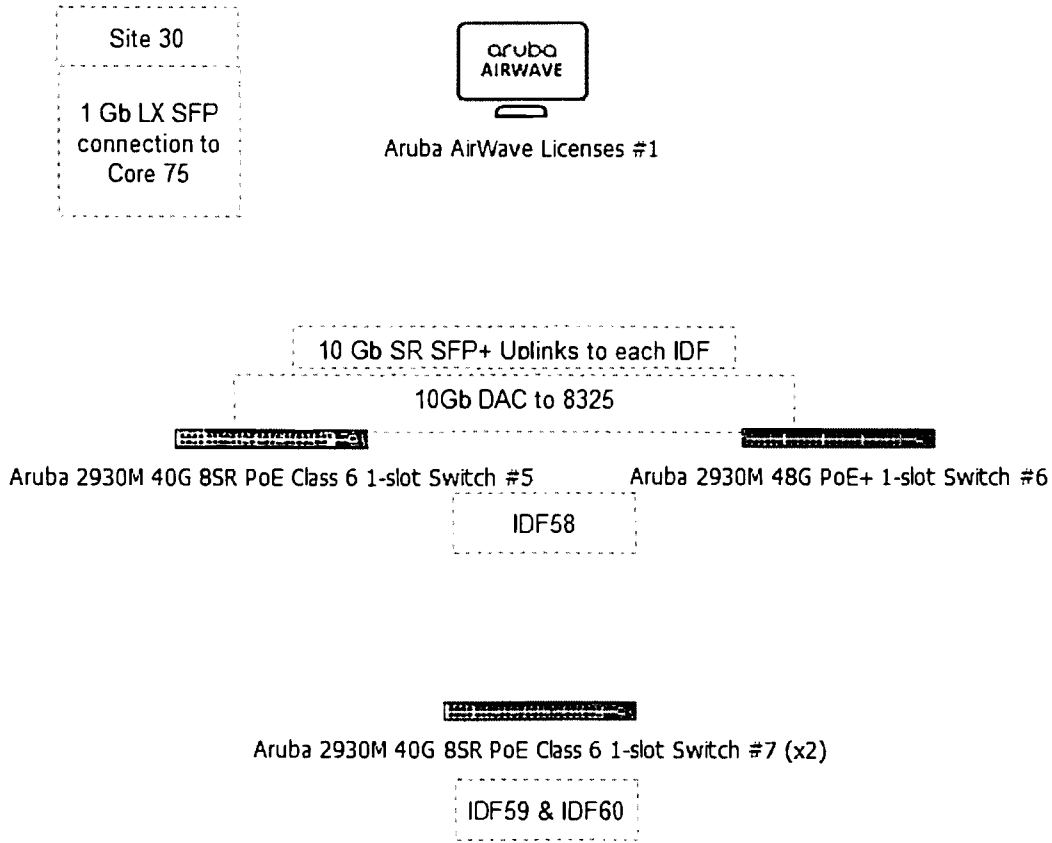 Site 30
1 Gb LX SFP
connection to
Core 75
aruba
AIRWAVE
Aruba AirWave Licenses #1
10 Gb SR SFP+ Uplinks to each IDF
10Gb DAC to 8325
Aruba 2930M 40G 8SR PoE Class 6 1-slot Switch #5
Aruba 2930M 48G PoE+ 1-slot Switch #6
IDF58
Aruba 2930M 40G 8SR PoE Class 6 1-slot Switch #7 (x2)
IDF59 & IDF60